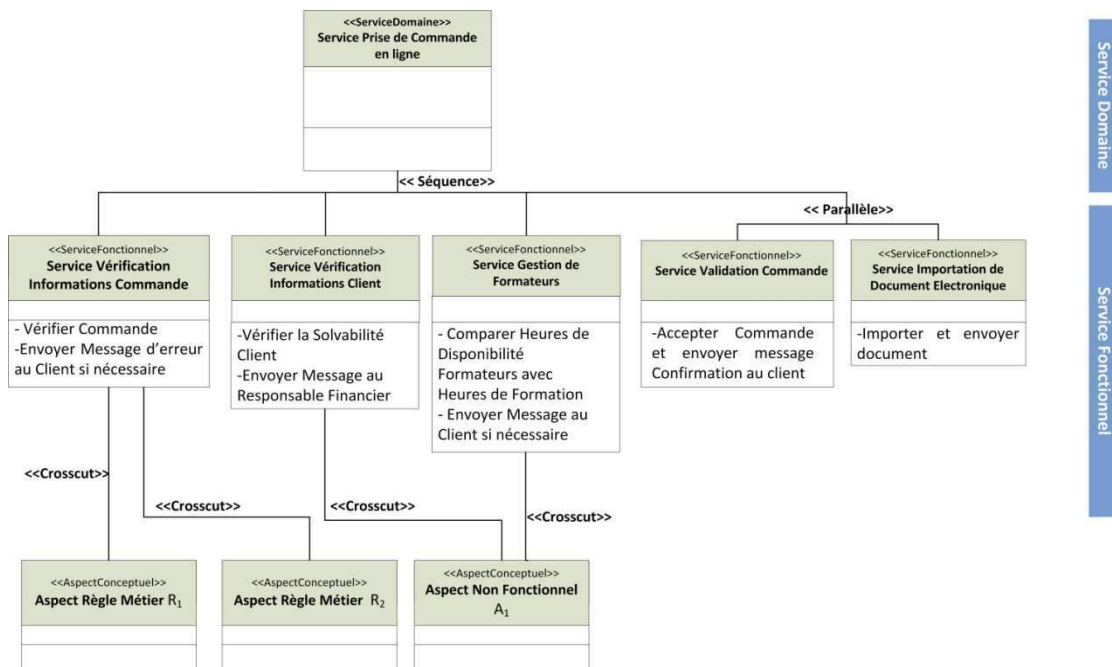 <<ServiceDomaine>>
Service Prise de Commande
en ligne
Service Domaine
<< Séquence>>
<< Parallèle>>
Service Fonctionnel
<<ServiceFonctionnel>>
Service Vérification
Informations Commande
- Vérifier Commande
-Envoyer Message d'erreur
au Client si nécessaire
<<ServiceFonctionnel>>
Service Vérification
Informations Client
-Vérifier la Solvabilité
Client
-Envoyer Message au
Responsable Financier
<<ServiceFonctionnel>>
Service Gestion de
Formateurs
- Comparer Heures de
Disponibilité
Formateurs avec
Heures de Formation
- Envoyer Message au
Client si nécessaire
<<ServiceFonctionnel>>
Service Validation Commande
-Accepter Commande
et envoyer message
Confirmation au client
<<ServiceFonctionnel>>
Service Importation de
Document Electronique
-Importer et envoyer
document
<<Crosscut>>
<<Crosscut>>
<<Crosscut>>
<<Crosscut>>
<<AspectConceptuel>>
Aspect Règle Métier R1
<<AspectConceptuel>>
Aspect Règle Métier R2
<<AspectConceptuel>>
Aspect Non Fonctionnel
A1